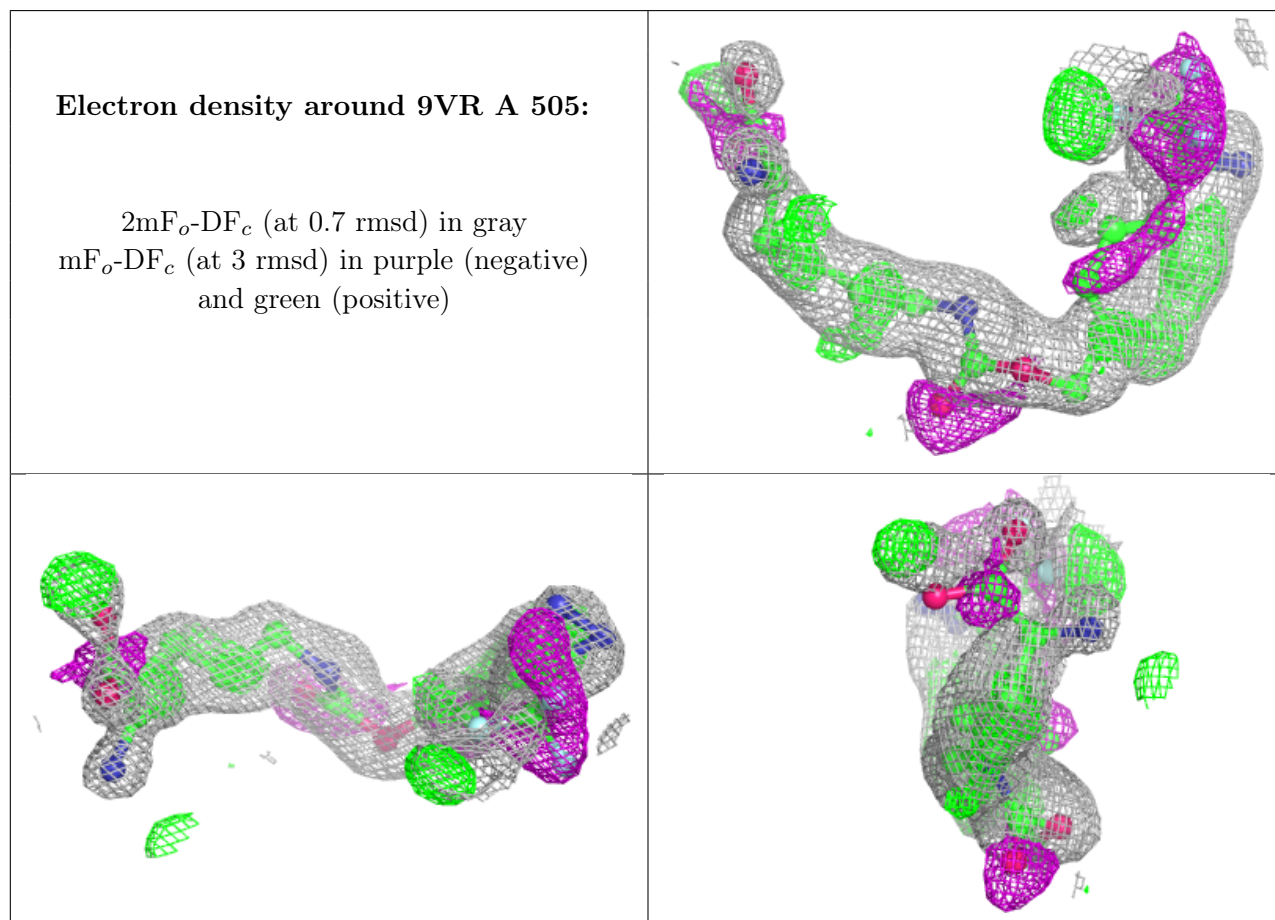 Electron density around 9VR A 505:
2mFo-DFc (at 0.7 rmsd) in gray
mFo-DFc (at 3 rmsd) in purple (negative)
and green (positive)